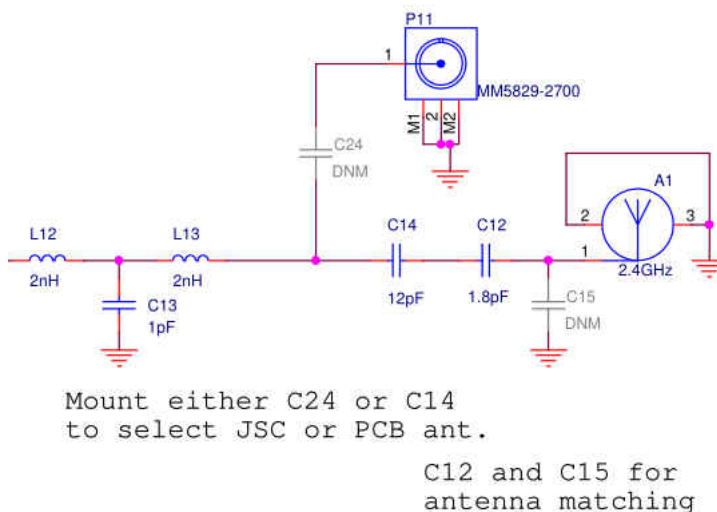 P11
1
MM5829-2700
M1
2
M2
C24
DNM
A1
2
3
L12
L13
C14
C12
1
2.4GHz
2nH
2nH
C13
1pF
12pF
1.8pF
C15
DNM
Mount either C24 or C14
to select JSC or PCB ant.
C12 and C15 for
antenna matching